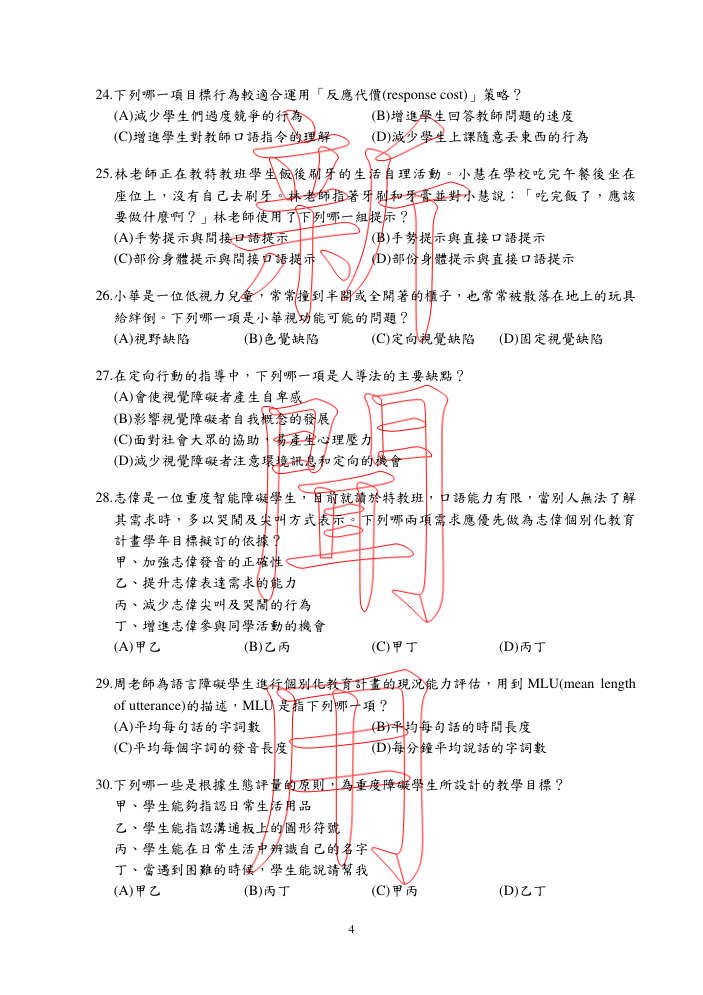 24.下列哪一項目標行為較適合運用「反應代價(response cost)」策略？
(A)減少學生們過度競爭的行為 (B)增進學生回答教師問題的速度
(C)增進學生對教師口語指令的理解 (D)減少學生上課隨意丟東西的行為
25.林老師正在教特教班學生飯後刷牙的生活自理活動。小慧在學校吃完午餐後坐在
座位上，沒有自己去刷牙。林老師指著牙刷和牙膏並對小慧說：「吃完飯了，應該
要做什麼啊？」林老師使用了下列哪一組提示？
(A)手勢提示與間接口語提示 (B)手勢提示與直接口語提示
(C)部份身體提示與間接口語提示 (D)部份身體提示與直接口語提示
26.小華是一位低視力兒童，常常撞到半關或全開著的櫃子，也常常被散落在地上的玩具
給絆倒。下列哪一項是小華視功能可能的問題？
(A)視野缺陷 (B)色覺缺陷 (C)定向視覺缺陷 (D)固定視覺缺陷
27.在定向行動的指導中，下列哪一項是人導法的主要缺點？
(A)會使視覺障礙者產生自卑感
(B)影響視覺障礙者自我概念的發展
(C)面對社會大眾的協助，易產生心理壓力
(D)減少視覺障礙者注意環境訊息和定向的機會
28.志偉是一位重度智能障礙學生，目前就讀於特教班，口語能力有限，當別人無法了解
其需求時，多以哭鬧及尖叫方式表示。下列哪兩項需求應優先做為志偉個別化教育
計畫學年目標擬訂的依據？
甲、加強志偉發音的正確性
乙、提升志偉表達需求的能力
丙、減少志偉尖叫及哭鬧的行為
丁、增進志偉參與同學活動的機會
(A)甲乙 (B)乙丙 (C)甲丁 (D)丙丁
29.周老師為語言障礙學生進行個別化教育計畫的現況能力評估，用到 MLU(mean length
of utterance)的描述，MLU 是指下列哪一項？
(A)平均每句話的字詞數 (B)平均每句話的時間長度
(C)平均每個字詞的發音長度 (D)每分鐘平均說話的字詞數
30.下列哪一些是根據生態評量的原則，為重度障礙學生所設計的教學目標？
甲、學生能夠指認日常生活用品
乙、學生能指認溝通板上的圖形符號
丙、學生能在日常生活中辨識自己的名字
丁、當遇到困難的時候，學生能說請幫我
(A)甲乙 (B)丙丁 (C)甲丙 (D)乙丁
4
新聞用